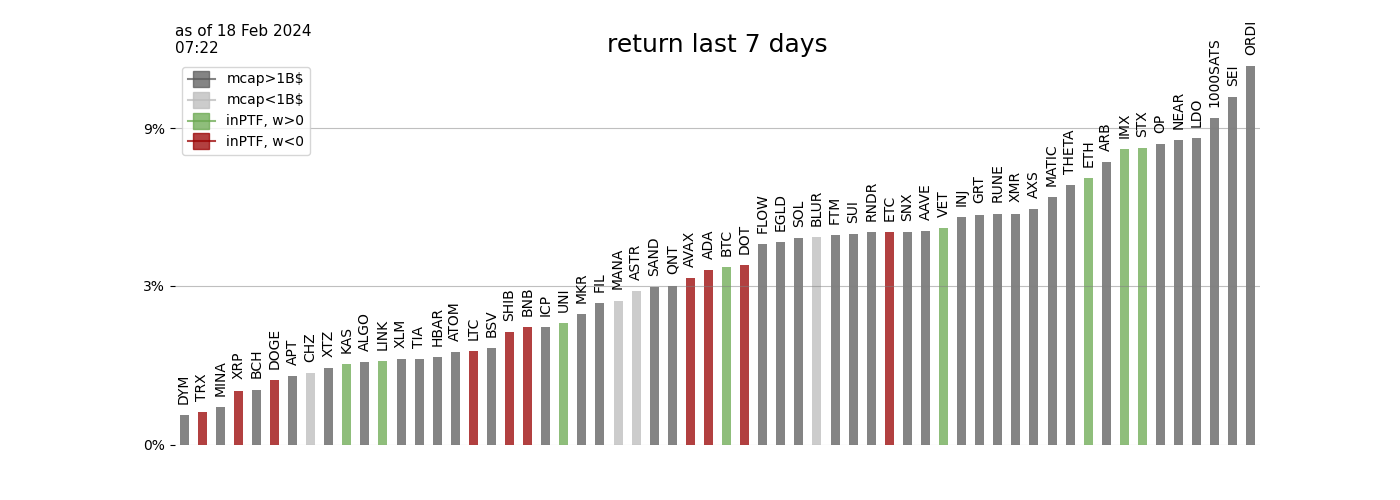 as of 18 Feb 2024
07:22
return last 7 days
mcap>1B$
mcap<1B$
inPTF, w>0
inPTF, w<0
9%
3%
0%
DYM
TRX
MINA
XRP
BCH
DOGE
APT
CHZ
XTZ
KAS
ALGO
LINK
XLM
TIA
HBAR
ATOM
LTC
BSV
SHIB
BNB
ICP
UNI
MKR
FIL
MANA
ASTR
SAND
QNT
AVAX
ADA
BTC
DOT
FLOW
EGLD
SOL
BLUR
FTM
SUI
RNDR
ETC
SNX
AAVE
VET
INJ
GRT
RUNE
XMR
AXS
MATIC
THETA
ETH
ARB
IMX
STX
OP
NEAR
LDO
1000SATS
SEI
ORDI